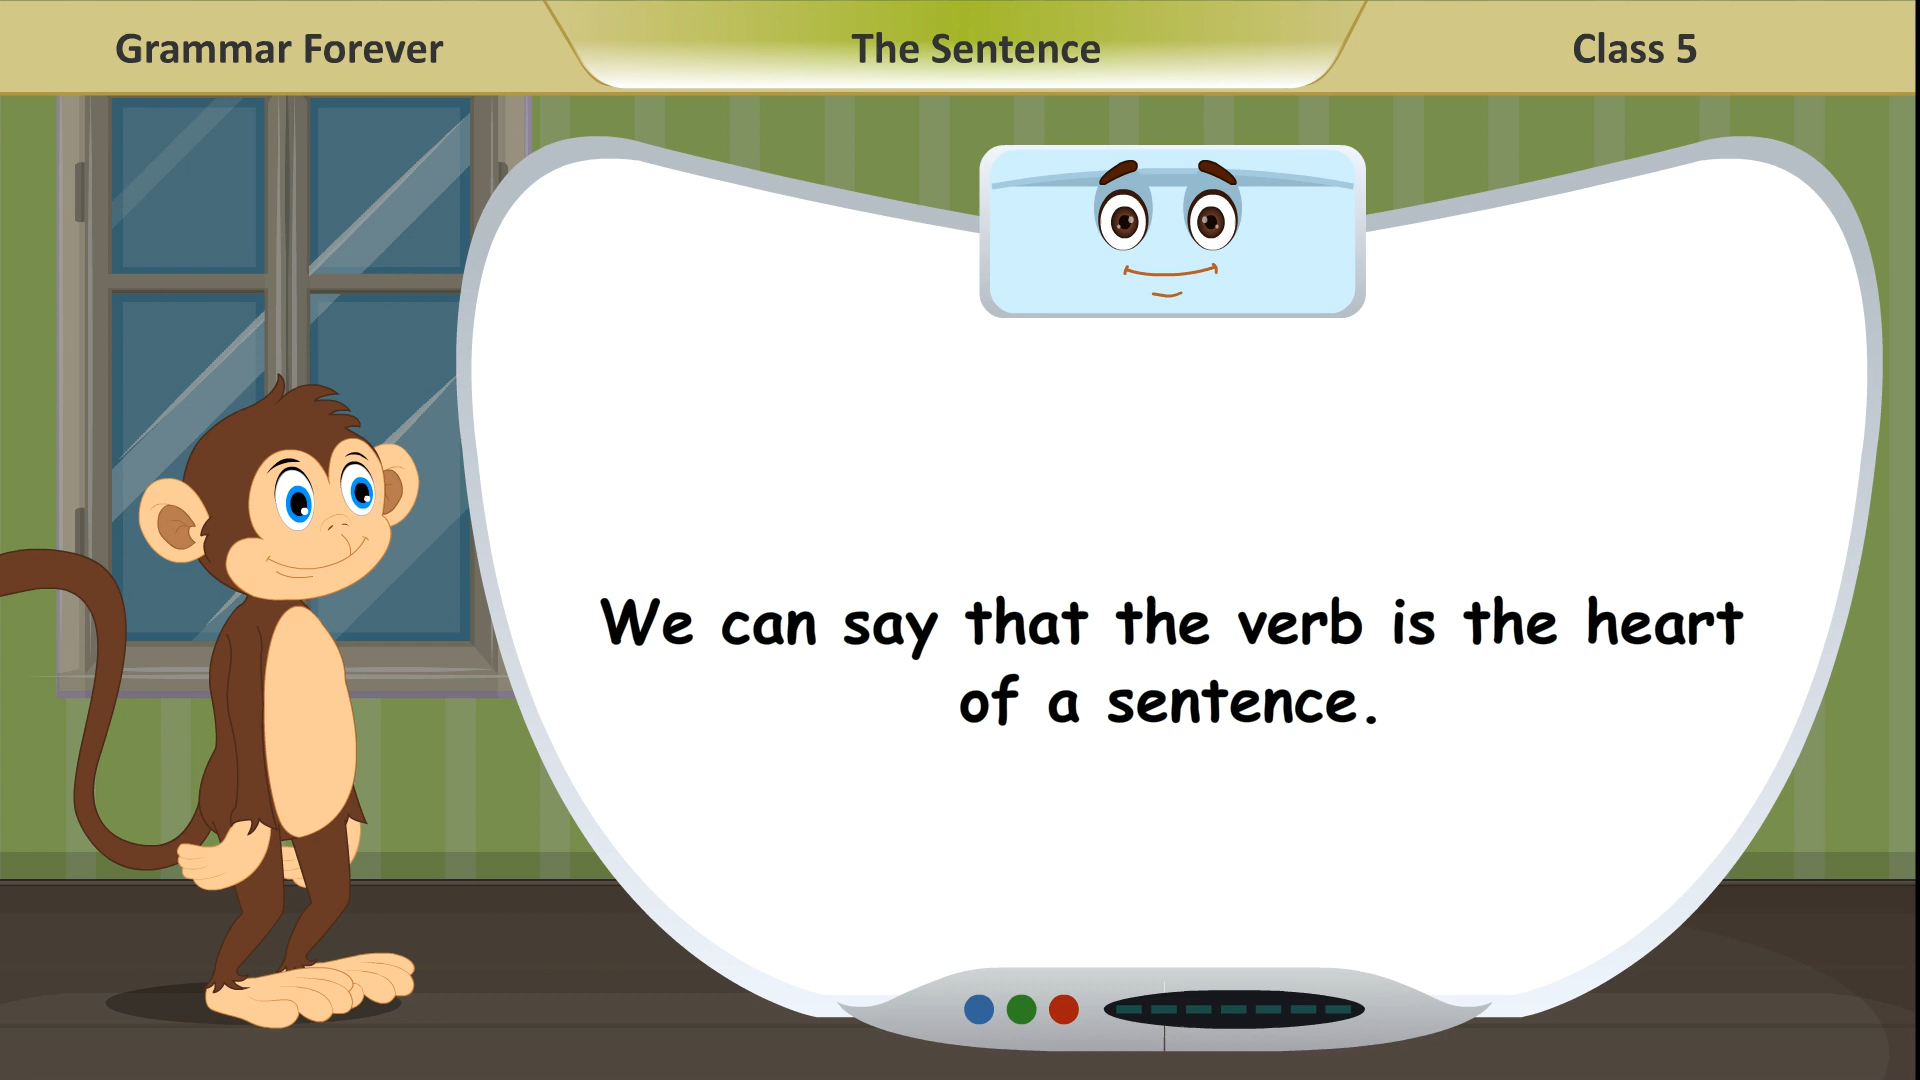 Grammar Forever
The Sentence
Class 5
We can say that the verb is the heart
of a sentence.